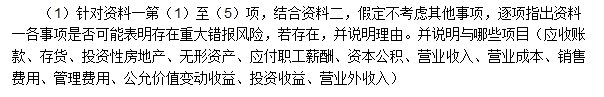 （1）针对资料一第（1）至（5）项，结合资料二，假定不考虑其他事项，逐项指出资料
一各事项是否可能表明存在重大错报风险，若存在，并说明理由。并说明与哪些项目（应收账
款、存货、投资性房地产、无形资产、应付职工薪酬、资本公积、营业收入、营业成本、销售
费用、管理费用、公允价值变动收益、投资收益、营业外收入）